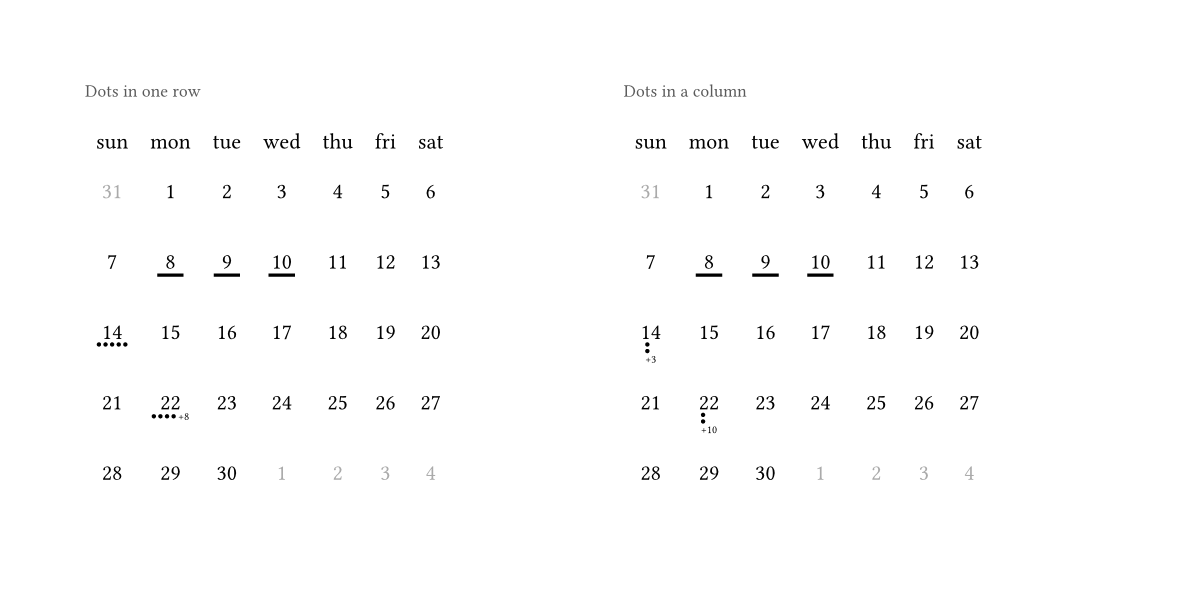 Dots in one row
sun mon tue wed thu fri sat
31 1 2 3 4 5 6
7 8 9 10 11 12 13
14 15 16 17 18 19 20
21 22 23 24 25 26 27
+8
28 29 30 1 2 3 4
Dots in a column
sun mon tue wed thu fri sat
31 1 2 3 4 5 6
7 8 9 10 11 12 13
14 15 16 17 18 19 20
+3
21 22 23 24 25 26 27
+10
28 29 30 1 2 3 4